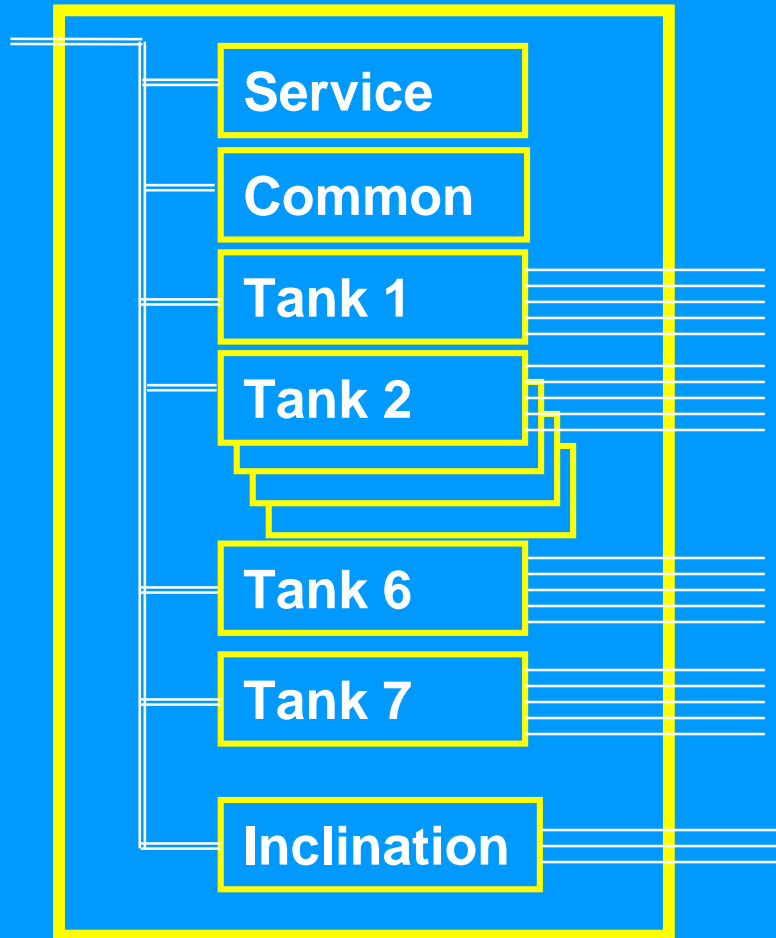 Service
Common
Tank 1
Tank 2
Tank 6
Tank 7
Inclination